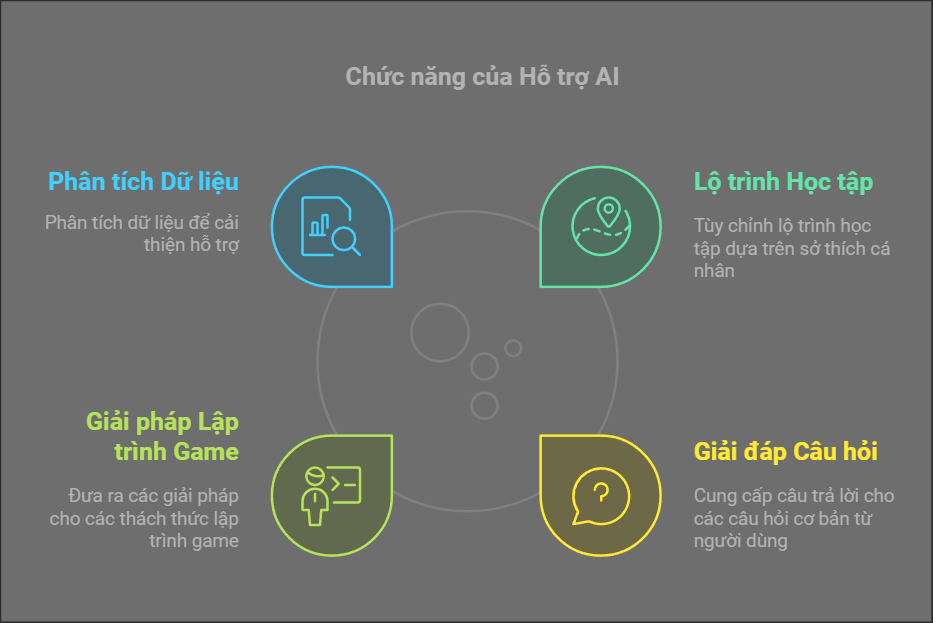 Chức năng của Hỗ trợ AI
Phân tích Dữ liệu
Phân tích dữ liệu để cải
thiện hỗ trợ
Lộ trình Học tập
Tùy chỉnh lộ trình học
tập dựa trên sở thích cá
nhân
Giải pháp Lập
trình Game
Đưa ra các giải pháp
cho các thách thức lập
trình game
Giải đáp Câu hỏi
Cung cấp câu trả lời cho
các câu hỏi cơ bản từ
người dùng